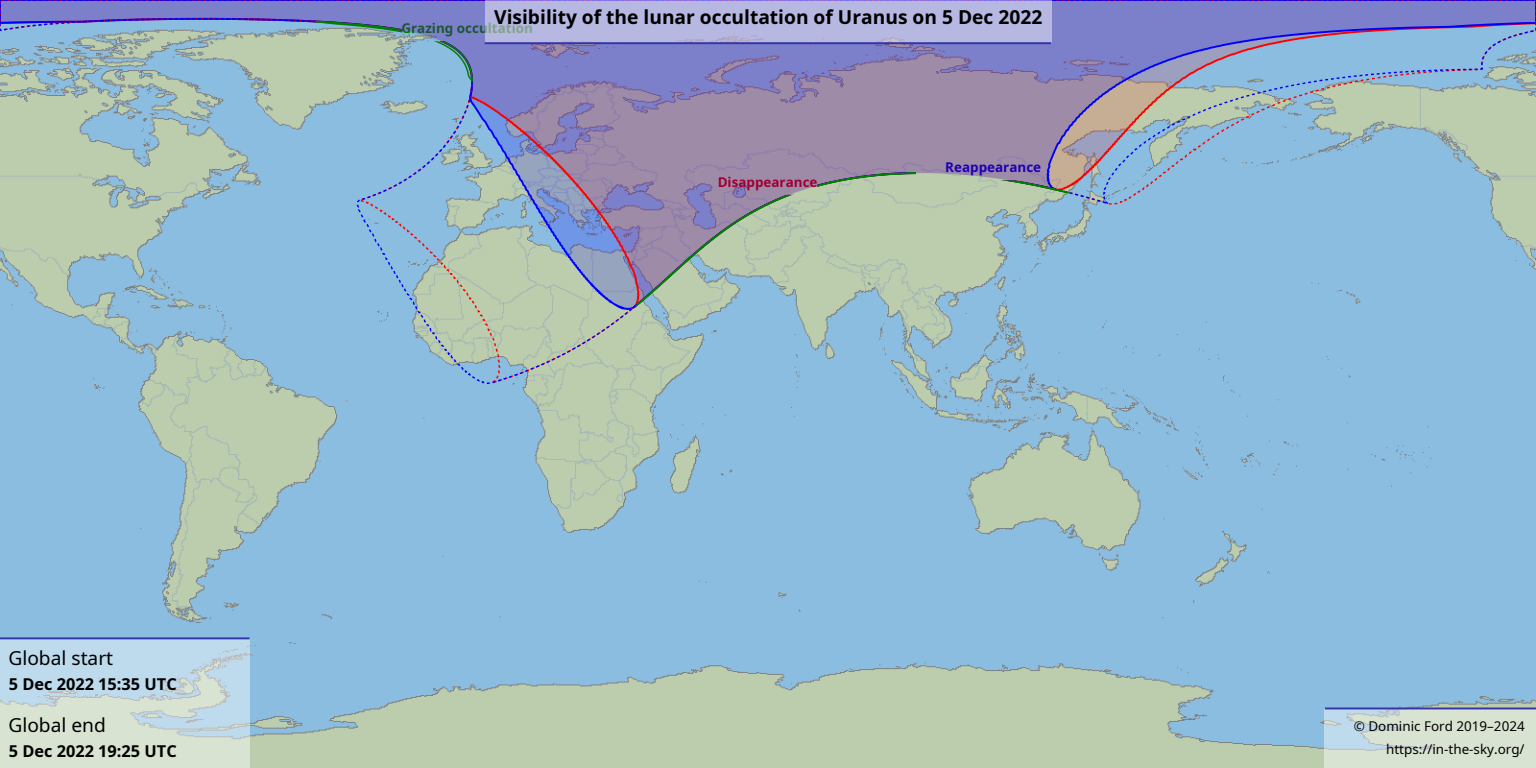 Visibility of the lunar occultation of Uranus on 5 Dec 2022
Grazing occultation
Reappearance
Disappearance
Global start
5 Dec 2022 15:35 UTC
Global end
5 Dec 2022 19:25 UTC
© Dominic Ford 2019–2024
https://in-the-sky.org/